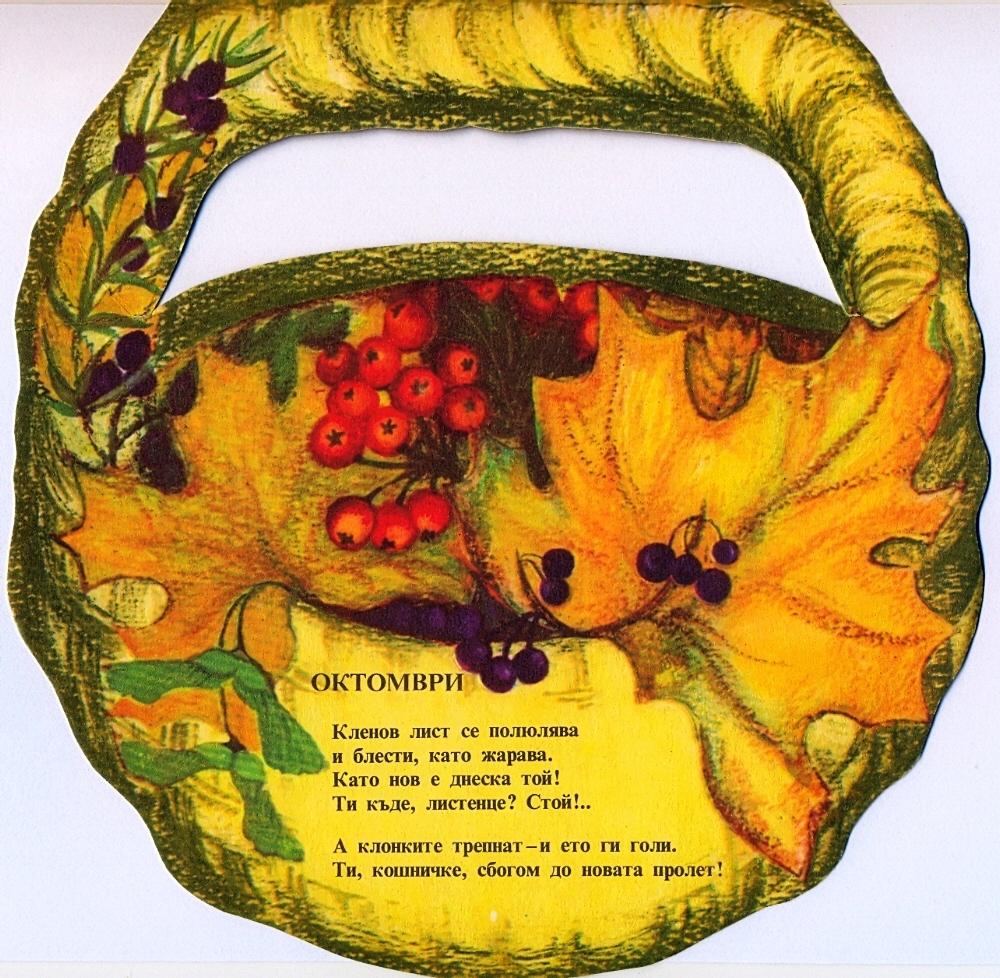 ОКТОМВРИ
Кленов лист се полюлява
и блести, като жарава.
Като нов е днеска той!
Ти къде, листенце? Стой!..
А клонките трепнат – и ето ги голи.
Ти, кошничке, сбогом до новата пролет!